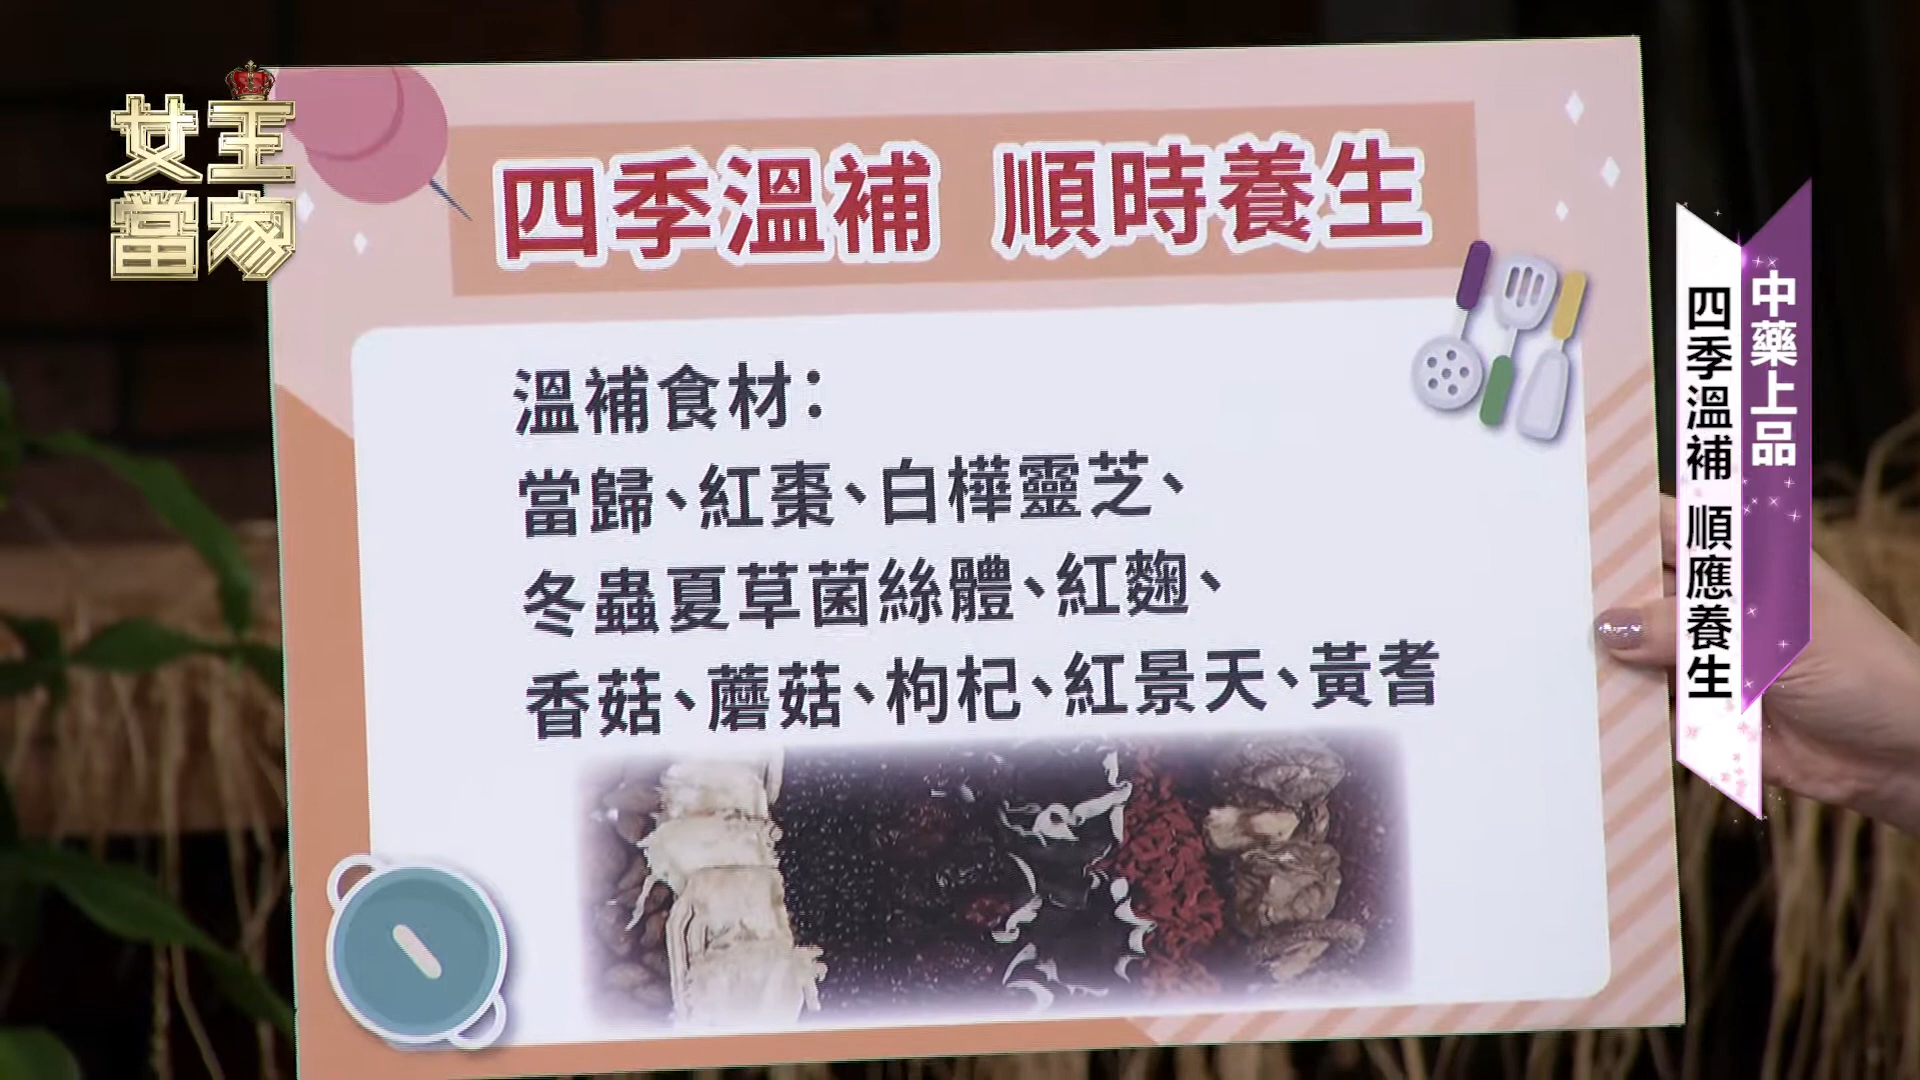 女王
當家
四季溫補 順時養生
溫補食材：
當歸、紅棗、白樺靈芝、
冬蟲夏草菌絲體、紅麴、
香菇、蘑菇、枸杞、紅景天、黃耆
中藥上品
四季溫補 順應養生